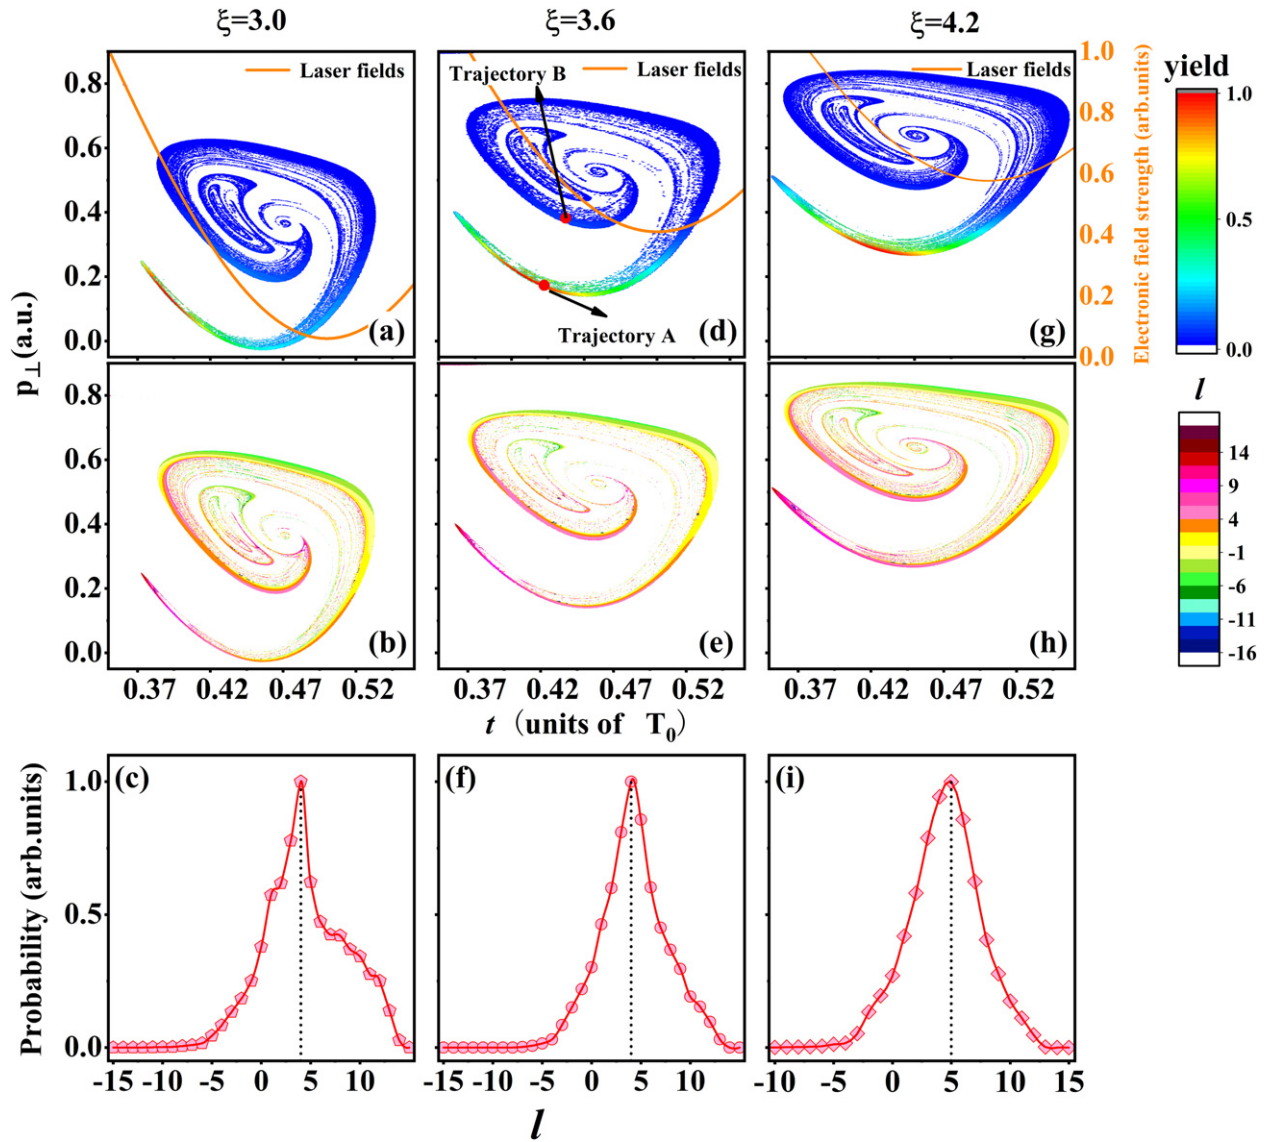 ξ=3.0 ξ=3.6 ξ=4.2
Laser fields
(a)
0.8
0.6
0.4
0.2
0.0
Trajectory B
Laser fields
Trajectory A
(d)
Laser fields
(g)
1.0
0.8
0.6
0.4
0.2
0.0
Electronic field strength (arb.units)
yield
1.0
0.5
0.0
p⊥(a.u.)
(b)
0.8
0.6
0.4
0.2
0.0
(e)
(h)
l
14
9
4
-1
-6
-11
-16
0.37 0.42 0.47 0.52 0.37 0.42 0.47 0.52 0.37 0.42 0.47 0.52
t (units of T0)
Probability (arb.units)
(c)
1.0
0.5
0.0
(f)
(i)
-15 -10 -5 0 5 10 -15 -10 -5 0 5 10 -10 -5 0 5 10 15
l